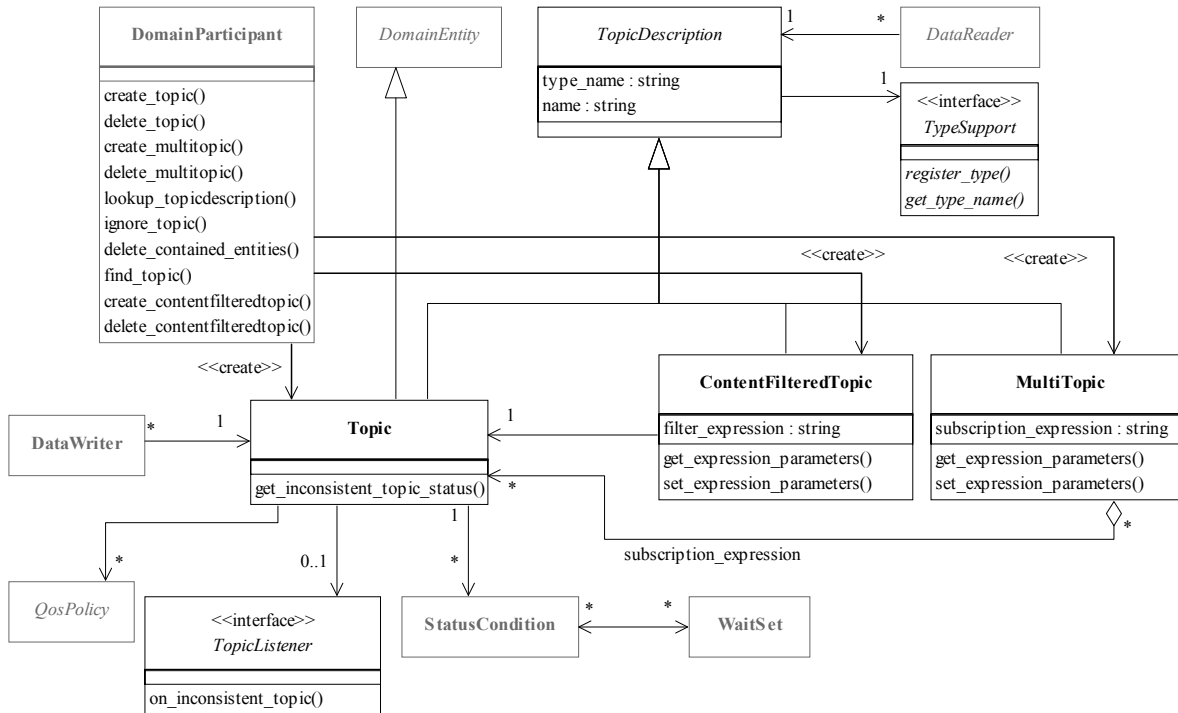 DomainParticipant
create_topic()
delete_topic()
create_multitopic()
delete_multitopic()
lookup_topicdescription()
ignore_topic()
delete_contained_entities()
find_topic()
create_contentfilteredtopic()
delete_contentfilteredtopic()
DomainEntity
TopicDescription
type_name : string
name : string
1
*
DataReader
1
<<interface>>
TypeSupport
register_type()
get_type_name()
<<create>>
<<create>>
<<create>>
ContentFilteredTopic
filter_expression : string
get_expression_parameters()
set_expression_parameters()
MultiTopic
subscription_expression : string
get_expression_parameters()
set_expression_parameters()
DataWriter
*
1
Topic
get_inconsistent_topic_status()
1
*
*
subscription_expression
*
0..1
1
*
QosPolicy
<<interface>>
TopicListener
on_inconsistent_topic()
StatusCondition
*
*
WaitSet